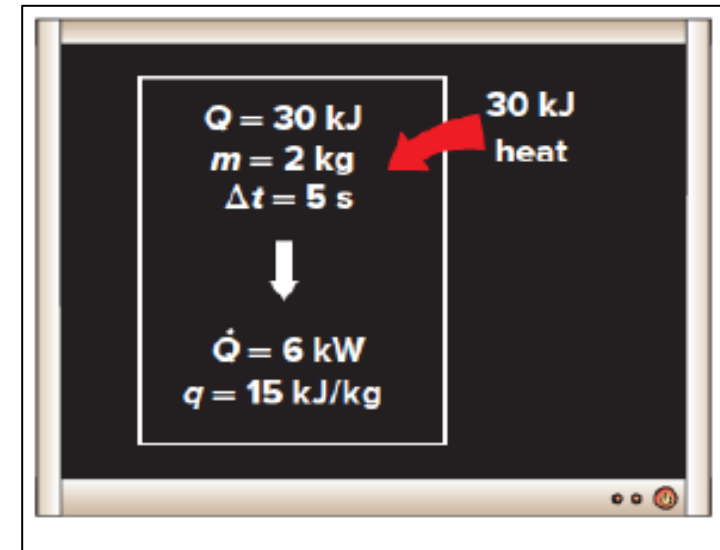 Q = 30 kJ
m = 2 kg
Δt = 5 s
30 kJ
heat
Q̇ = 6 kW
q = 15 kJ/kg